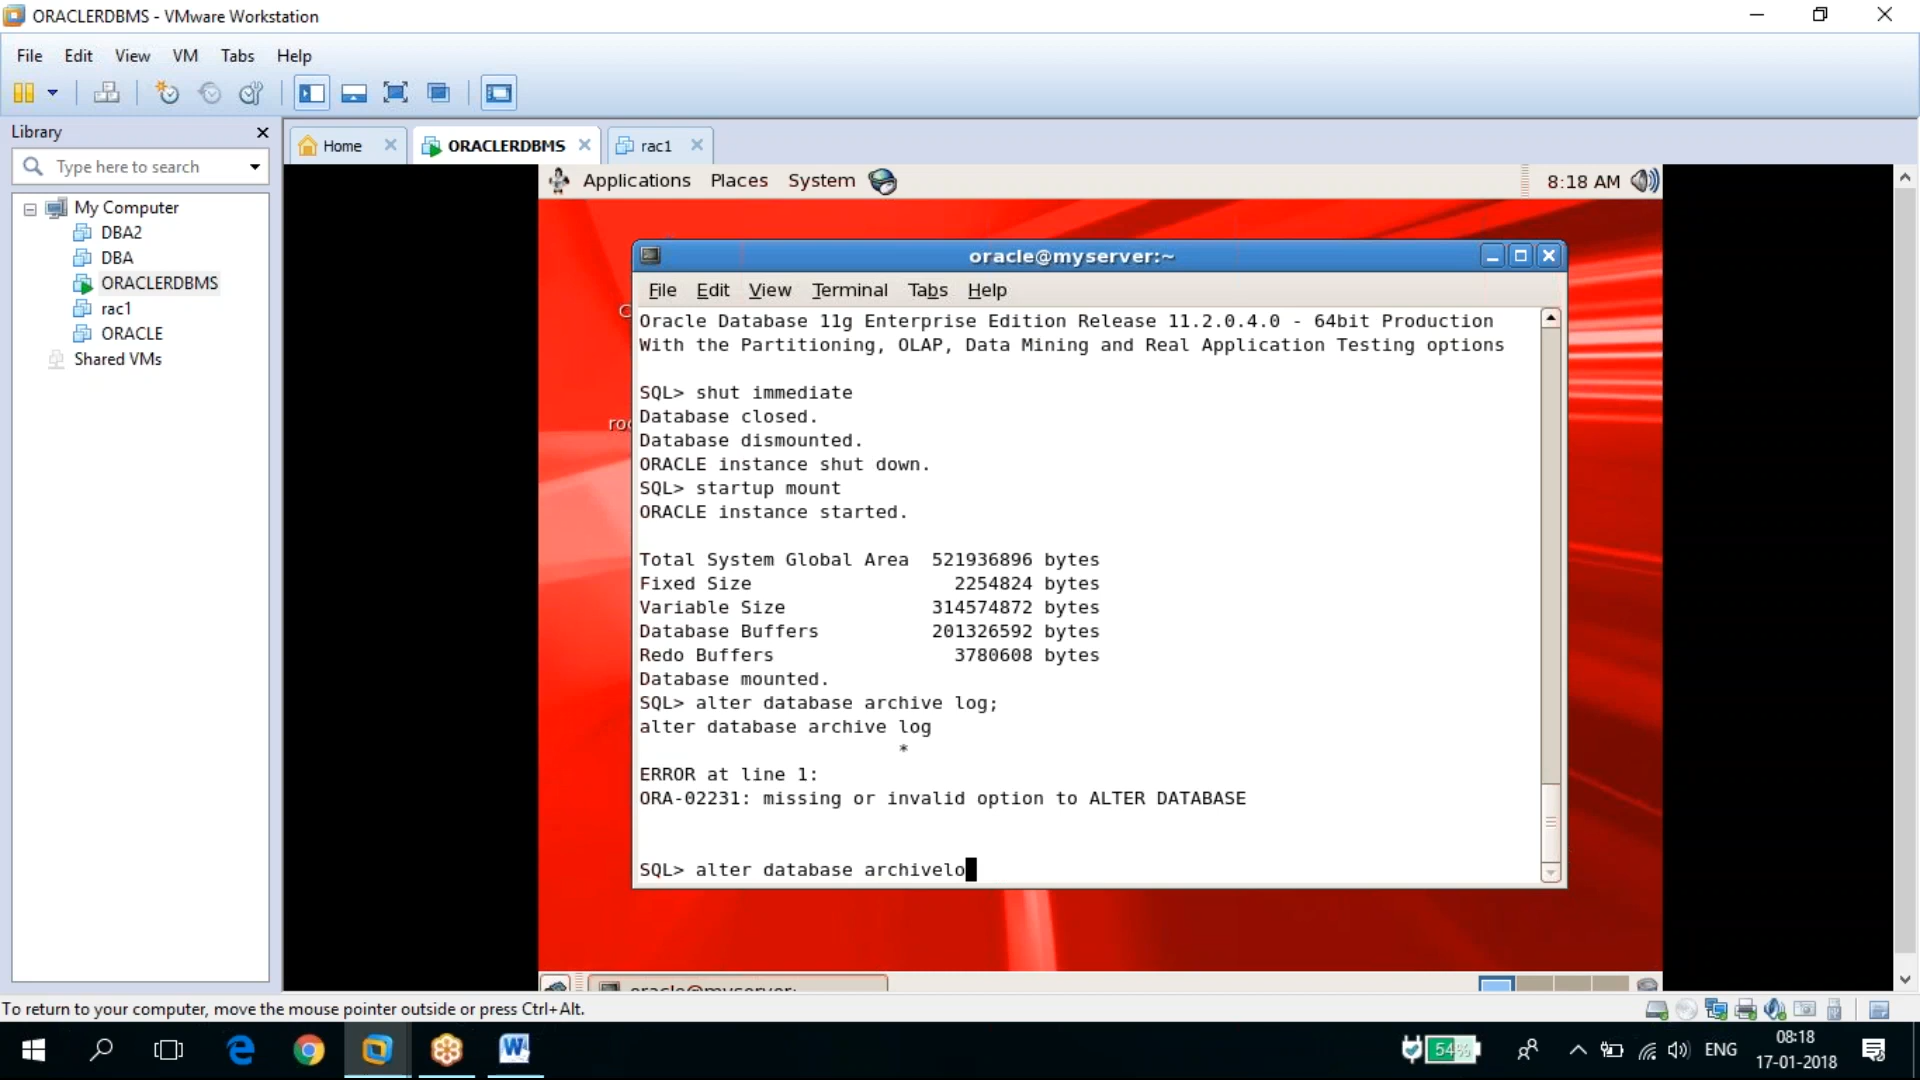 ORACLERDBMS - VMware Workstation
File Edit View VM Tabs Help
Library
Type here to search
My Computer
DBA2
DBA
ORACLERDBMS
rac1
ORACLE
Shared VMs
Home ORACLERDBMS rac1
Applications Places System 8:18 AM
oracle@myserver:~
File Edit View Terminal Tabs Help
Oracle Database 11g Enterprise Edition Release 11.2.0.4.0 - 64bit Production
With the Partitioning, OLAP, Data Mining and Real Application Testing options
SQL> shut immediate
Database closed.
Database dismounted.
ORACLE instance shut down.
SQL> startup mount
ORACLE instance started.
Total System Global Area 521936896 bytes
Fixed Size 2254824 bytes
Variable Size 314574872 bytes
Database Buffers 201326592 bytes
Redo Buffers 3780608 bytes
Database mounted.
SQL> alter database archive log;
alter database archive log
*
ERROR at line 1:
ORA-02231: missing or invalid option to ALTER DATABASE
SQL> alter database archivelo
oracle@myserver:~
To return to your computer, move the mouse pointer outside or press Ctrl+Alt.
54%
ENG
08:18
17-01-2018